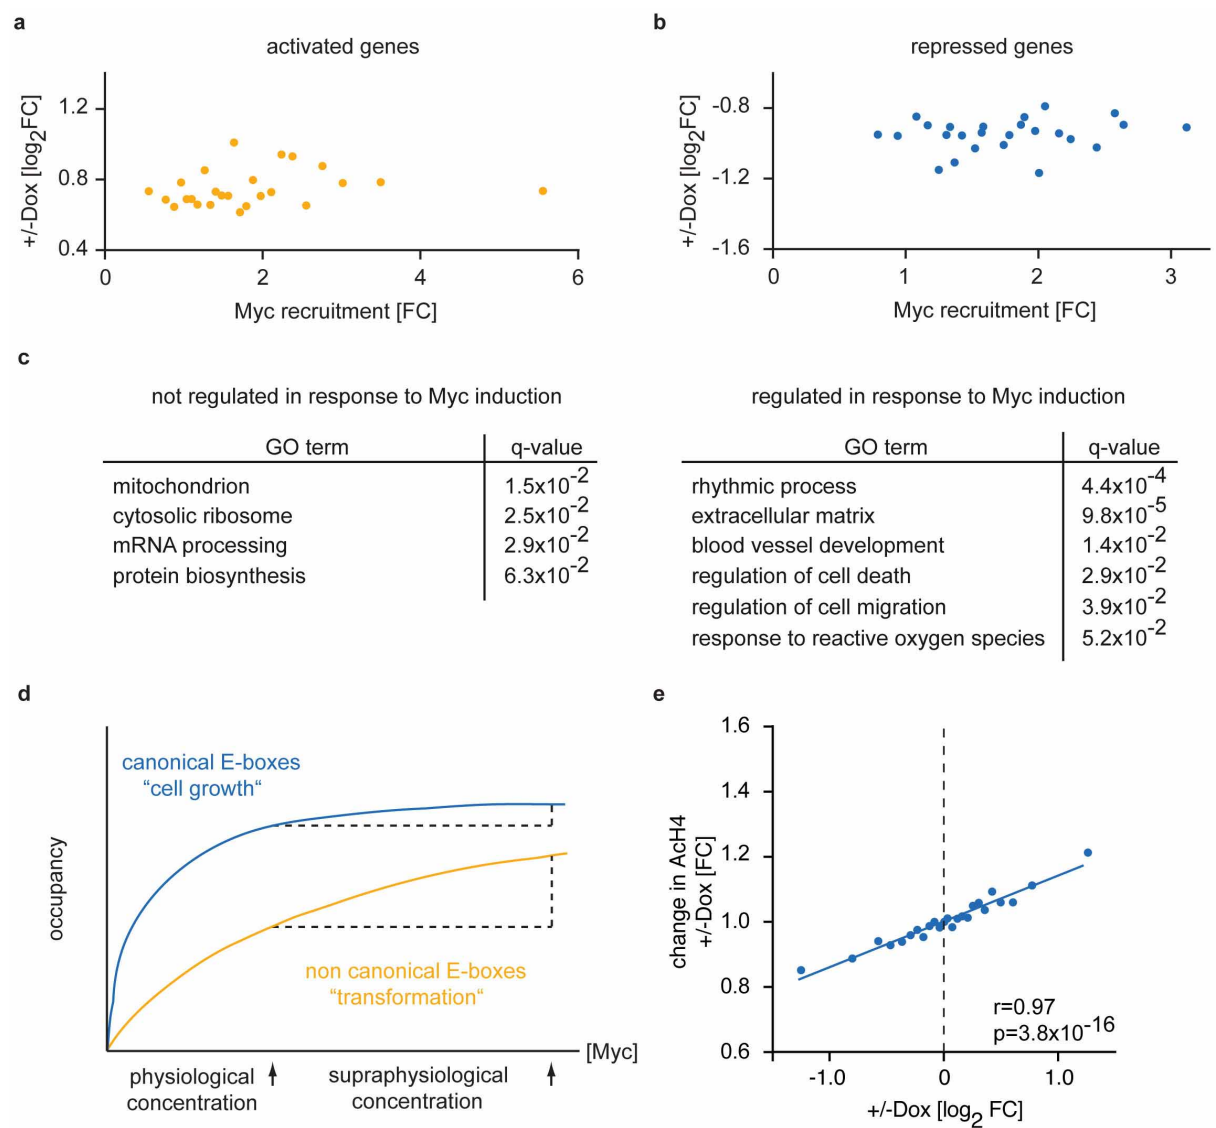 a
activated genes
+/-Dox [log2FC]
1.2
0.8
0.4
0 2 4 6
Myc recruitment [FC]
b
repressed genes
+/-Dox [log2FC]
-0.8
-1.2
-1.6
0 1 2 3
Myc recruitment [FC]
c
not regulated in response to Myc induction
GO term q-value
mitochondrion 1.5x10-2
cytosolic ribosome 2.5x10-2
mRNA processing 2.9x10-2
protein biosynthesis 6.3x10-2
regulated in response to Myc induction
GO term q-value
rhythmic process 4.4x10-4
extracellular matrix 9.8x10-5
blood vessel development 1.4x10-2
regulation of cell death 2.9x10-2
regulation of cell migration 3.9x10-2
response to reactive oxygen species 5.2x10-2
d
canonical E-boxes
“cell growth“
occupancy
non canonical E-boxes
“transformation“
[Myc]
physiological
concentration
supraphysiological
concentration
e
1.6
1.4
1.2
1.0
0.8
0.6
change in AcH4
+/-Dox [FC]
r=0.97
p=3.8x10-16
-1.0 0 1.0
+/-Dox [log2 FC]